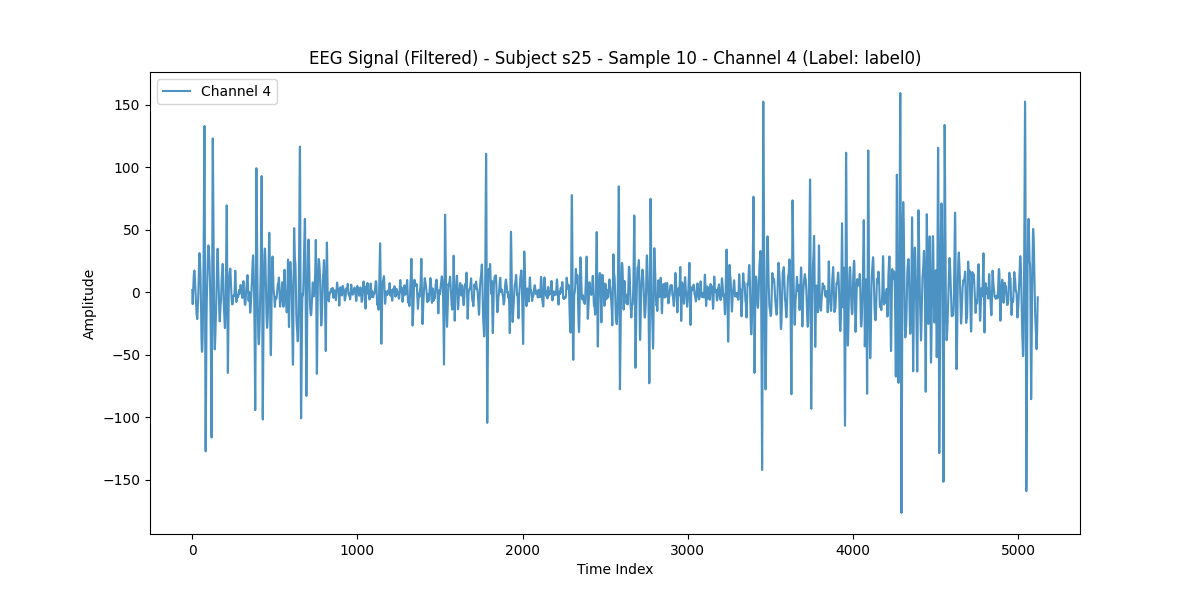 EEG Signal (Filtered) - Subject s25 - Sample 10 - Channel 4 (Label: label0)
Channel 4
150
100
50
0
−50
−100
−150
Amplitude
0 1000 2000 3000 4000 5000
Time Index